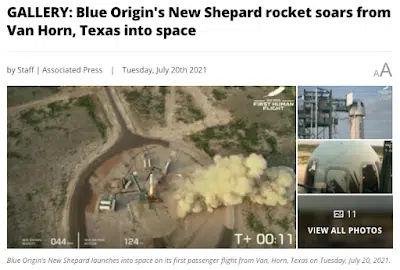 GALLERY: Blue Origin's New Shepard rocket soars from
Van Horn, Texas into space
by Staff | Associated Press | Tuesday, July 20th 2021
AA
FIRST HUMAN
FLIGHT
044
124
T+ 00:11
11
VIEW ALL PHOTOS
Blue Origin's New Shepard launches into space on its first passenger flight from Van, Horn, Texas on Tuesday, July 20, 2021.